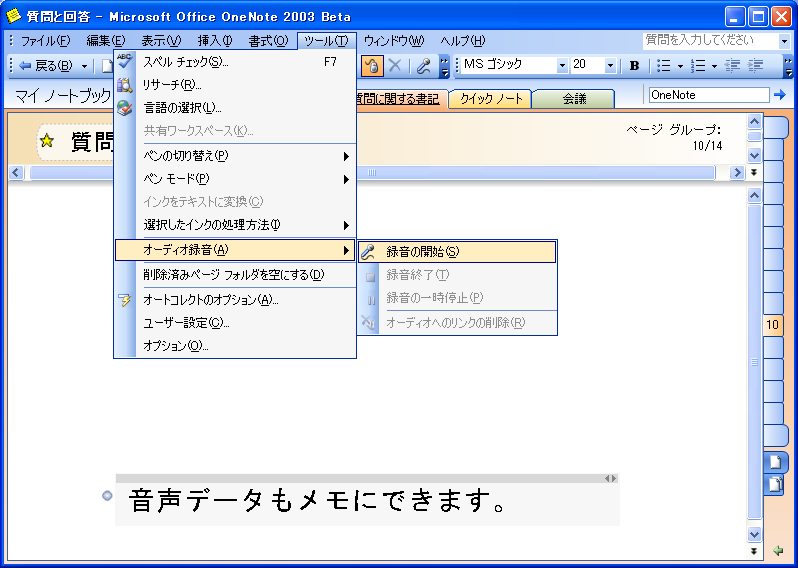 質問と回答 - Microsoft Office OneNote 2003 Beta
ファイル(F) 編集(E) 表示(V) 挿入(I) 書式(O) ツール(T) ウィンドウ(W) ヘルプ(H) 質問を入力してください
戻る(B) MS ゴシック 20 B
マイ ノートブック 質問に関する書記 クイック ノート 会議 OneNote
質問
ページ グループ:
10/14
スペル チェック(S)... F7
リサーチ(R)...
言語の選択(L)...
共有ワークスペース(K)...
ペンの切り替え(P)
ペン モード(P)
インクをテキストに変換(C)
選択したインクの処理方法(I)
オーディオ録音(A)
削除済みページ フォルダを空にする(D)
オートコレクトのオプション(A)...
ユーザー設定(C)...
オプション(O)...
録音の開始(S)
録音終了(T)
録音の一時停止(P)
オーディオへのリンクの削除(R)
10
音声データもメモにできます。